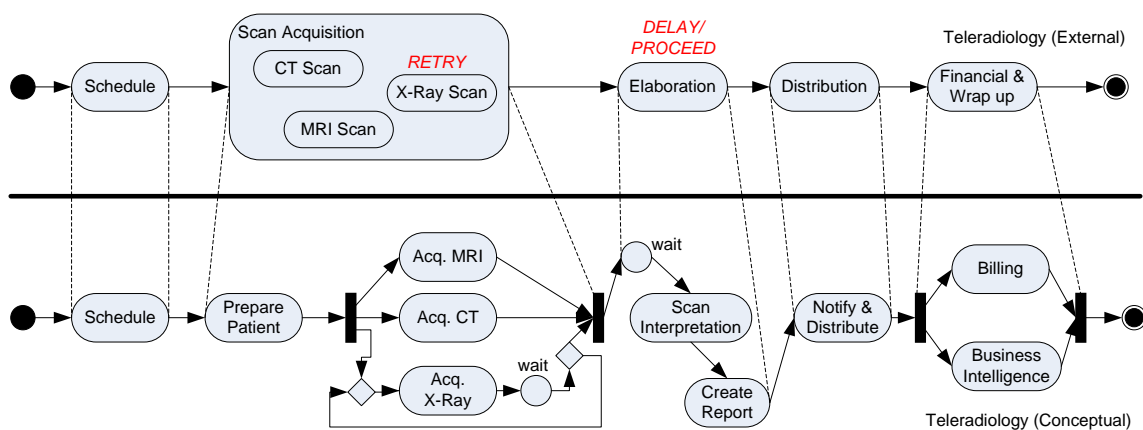 Scan Acquisition
CT Scan
RETRY
X-Ray Scan
MRI Scan
Schedule
DELAY/
PROCEED
Elaboration
Distribution
Teleradiology (External)
Financial &
Wrap up
Schedule
Prepare
Patient
Acq. MRI
Acq. CT
Acq.
X-Ray
wait
wait
Scan
Interpretation
Create
Report
Notify &
Distribute
Billing
Business
Intelligence
Teleradiology (Conceptual)